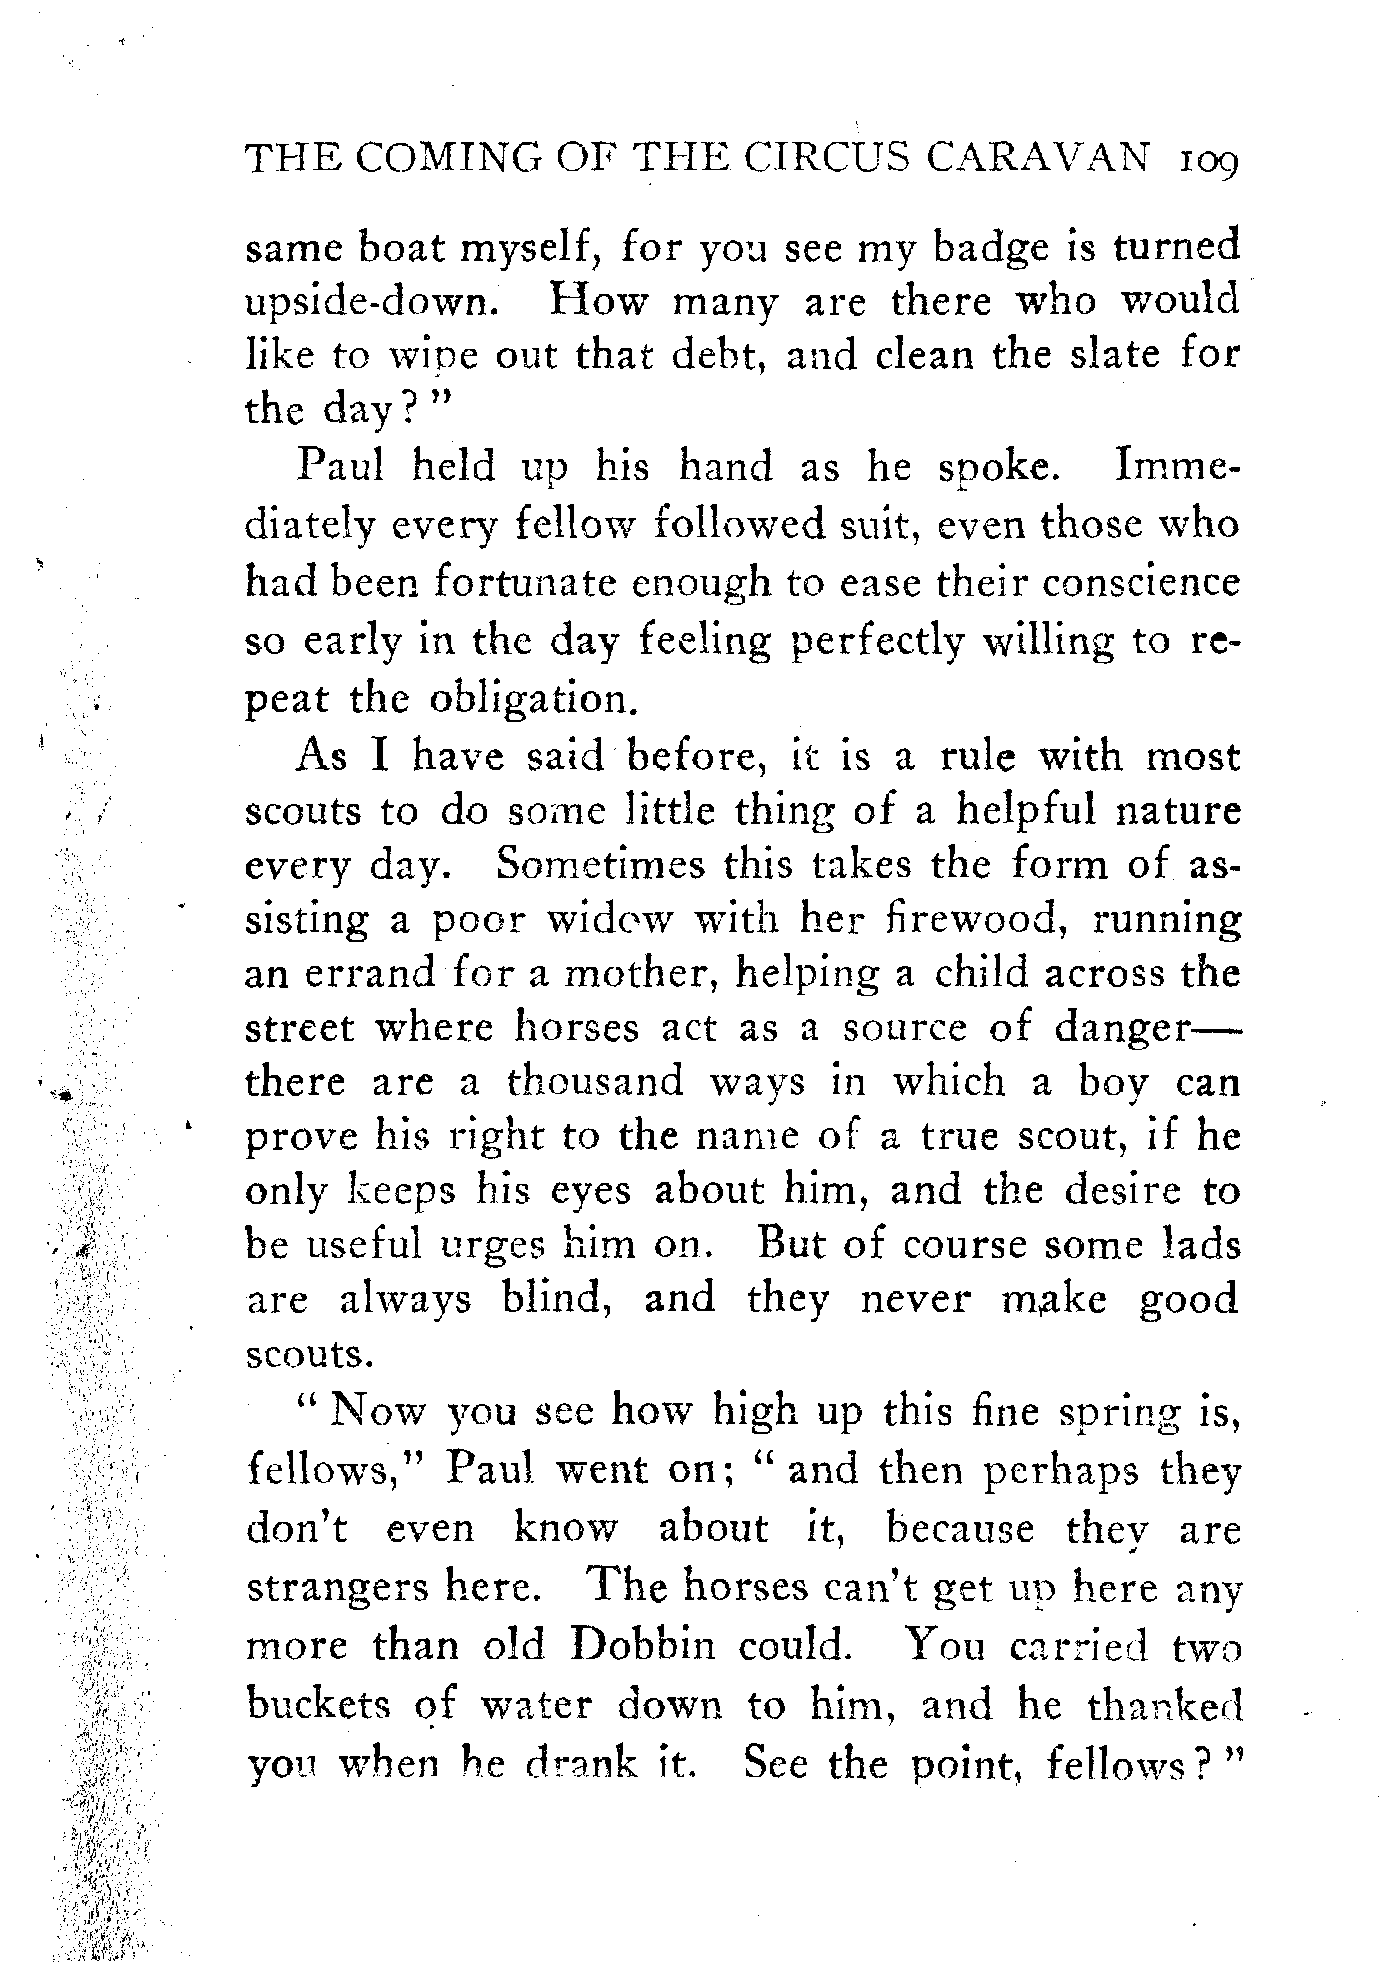 THE COMING OF THE CIRCUS CARAVAN 109
same boat myself, for you see my badge is turned
upside-down. How many are there who would
like to wipe out that debt, and clean the slate for
the day?"
Paul held up his hand as he spoke. Imme-
diately every fellow followed suit, even those who
had been fortunate enough to ease their conscience
so early in the day feeling perfectly willing to re-
peat the obligation.
As I have said before, it is a rule with most
scouts to do some little thing of a helpful nature
every day. Sometimes this takes the form of as-
sisting a poor widow with her firewood, running
an errand for a mother, helping a child across the
street where horses act as a source of danger—
there are a thousand ways in which a boy can
prove his right to the name of a true scout, if he
only keeps his eyes about him, and the desire to
be useful urges him on. But of course some lads
are always blind, and they never make good
scouts.
"Now you see how high up this fine spring is,
fellows," Paul went on; "and then perhaps they
don't even know about it, because they are
strangers here. The horses can't get up here any
more than old Dobbin could. You carried two
buckets of water down to him, and he thanked
you when he drank it. See the point, fellows?"